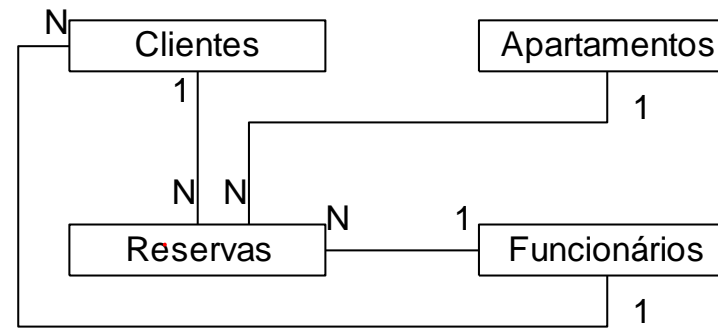 N
Clientes
Apartamentos
1
1
N
N
N
1
Reservas
Funcionários
1